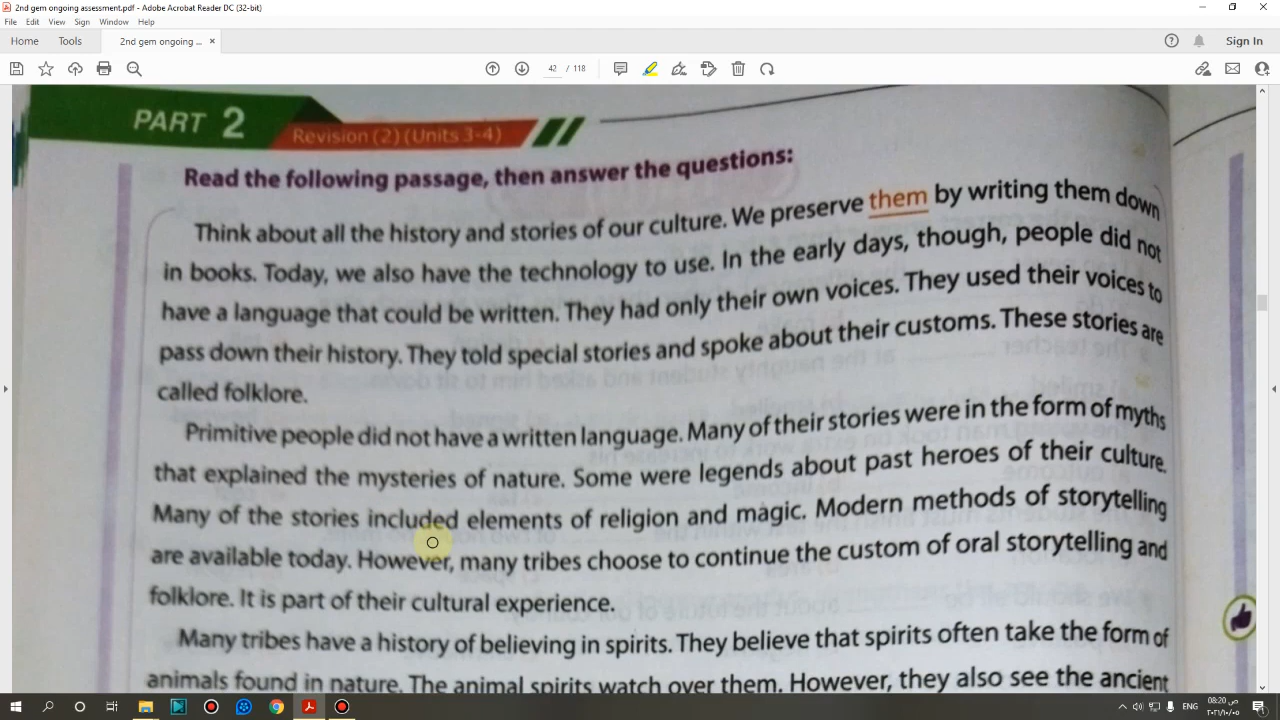 2nd gem ongoing assessment.pdf - Adobe Acrobat Reader DC (32-bit)
File Edit View Sign Window Help
Home Tools 2nd gem ongoing ... × Sign In
42 / 118
PART 2
Revision (2) (Units 3-4)
Read the following passage, then answer the questions:
Think about all the history and stories of our culture. We preserve them by writing them down
in books. Today, we also have the technology to use. In the early days, though, people did not
have a language that could be written. They had only their own voices. They used their voices to
pass down their history. They told special stories and spoke about their customs. These stories are
called folklore.
Primitive people did not have a written language. Many of their stories were in the form of myths
that explained the mysteries of nature. Some were legends about past heroes of their culture.
Many of the stories included elements of religion and magic. Modern methods of storytelling
are available today. However, many tribes choose to continue the custom of oral storytelling and
folklore. It is part of their cultural experience.
Many tribes have a history of believing in spirits. They believe that spirits often take the form of
animals found in nature. The animal spirits watch over them. However, they also see the ancient
ENG
08:20 ص
٢٠٢١/١٠/٠٥